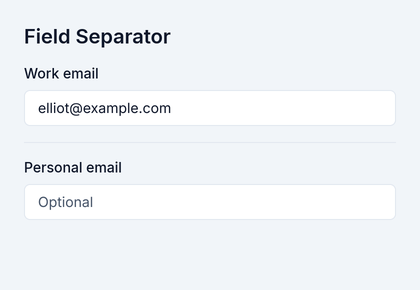 Field Separator
Work email
elliot@example.com
Personal email
Optional